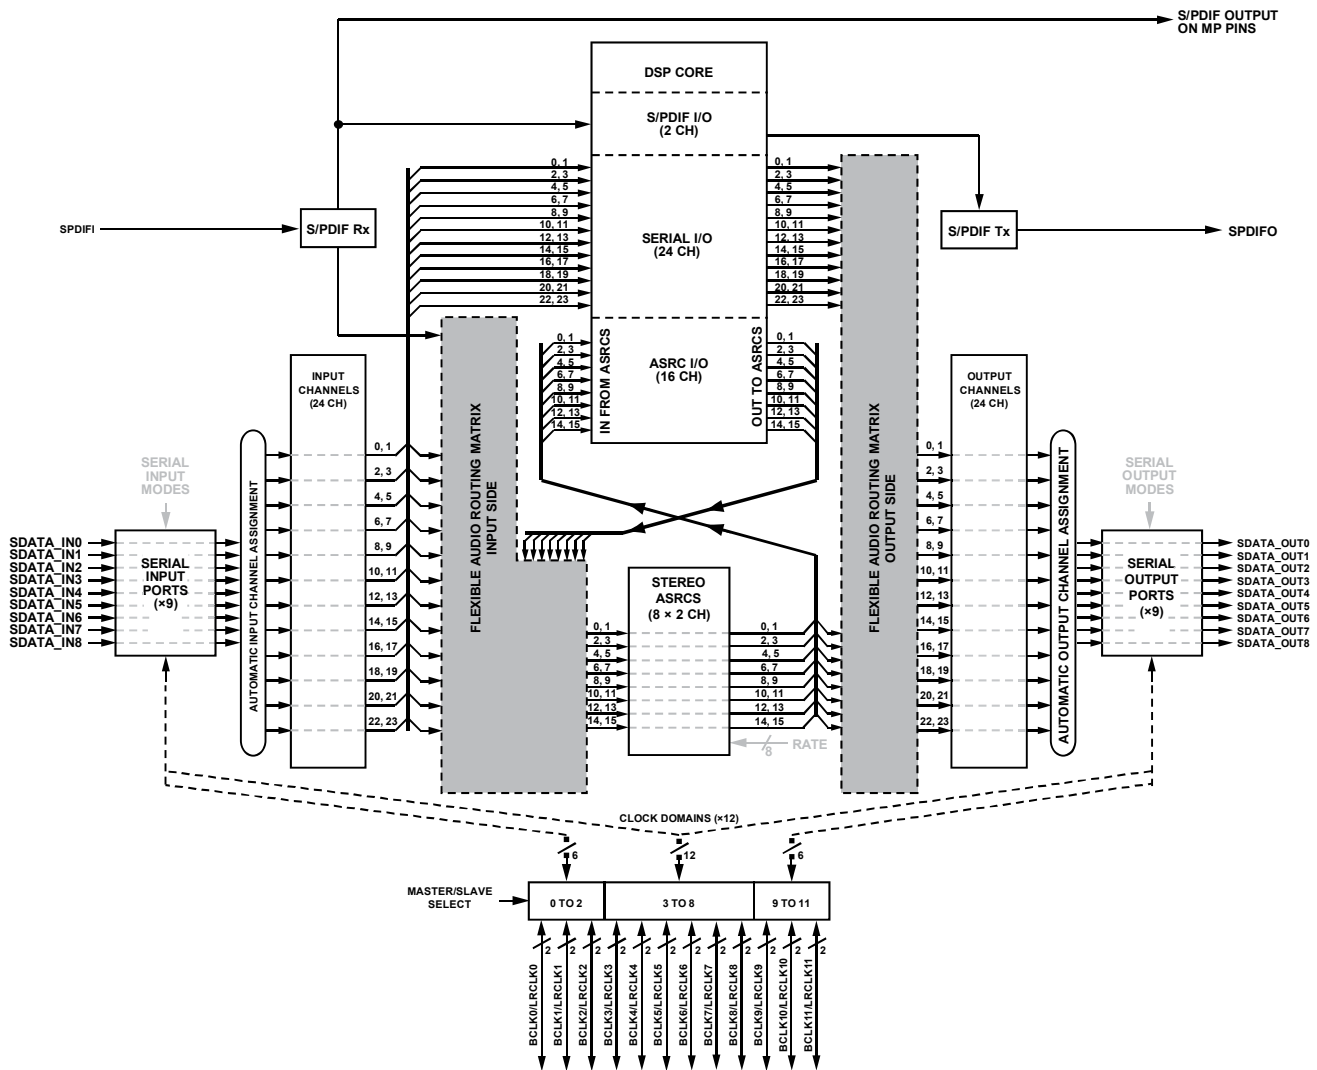 S/PDIF OUTPUT
ON MP PINS
DSP CORE
S/PDIF I/O
(2 CH)
0, 1
2, 3
4, 5
6, 7
8, 9
10, 11
12, 13
14, 15
16, 17
18, 19
20, 21
22, 23
SERIAL I/O
(24 CH)
0, 1
2, 3
4, 5
6, 7
8, 9
10, 11
12, 13
14, 15
16, 17
18, 19
20, 21
22, 23
SPDIFI
S/PDIF Rx
S/PDIF Tx
SPDIFO
0, 1
2, 3
4, 5
6, 7
8, 9
10, 11
12, 13
14, 15
IN FROM ASRCS
ASRC I/O
(16 CH)
OUT TO ASRCS
0, 1
2, 3
4, 5
6, 7
8, 9
10, 11
12, 13
14, 15
SERIAL
INPUT
MODES
SDATA_IN0
SDATA_IN1
SDATA_IN2
SDATA_IN3
SDATA_IN4
SDATA_IN5
SDATA_IN6
SDATA_IN7
SDATA_IN8
SERIAL
INPUT
PORTS
(×9)
AUTOMATIC INPUT CHANNEL ASSIGNMENT
INPUT
CHANNELS
(24 CH)
0, 1
2, 3
4, 5
6, 7
8, 9
10, 11
12, 13
14, 15
16, 17
18, 19
20, 21
22, 23
FLEXIBLE AUDIO ROUTING MATRIX
INPUT SIDE
0, 1
2, 3
4, 5
6, 7
8, 9
10, 11
12, 13
14, 15
STEREO
ASRCS
(8 × 2 CH)
0, 1
2, 3
4, 5
6, 7
8, 9
10, 11
12, 13
14, 15
8
RATE
FLEXIBLE AUDIO ROUTING MATRIX
OUTPUT SIDE
0, 1
2, 3
4, 5
6, 7
8, 9
10, 11
12, 13
14, 15
16, 17
18, 19
20, 21
22, 23
OUTPUT
CHANNELS
(24 CH)
AUTOMATIC OUTPUT CHANNEL ASSIGNMENT
SERIAL
OUTPUT
MODES
SERIAL
OUTPUT
PORTS
(×9)
SDATA_OUT0
SDATA_OUT1
SDATA_OUT2
SDATA_OUT3
SDATA_OUT4
SDATA_OUT5
SDATA_OUT6
SDATA_OUT7
SDATA_OUT8
CLOCK DOMAINS (×12)
6
12
6
MASTER/SLAVE
SELECT
0 TO 2
3 TO 8
9 TO 11
2
2
2
2
2
2
2
2
2
2
2
2
BCLK0/LRCLK0
BCLK1/LRCLK1
BCLK2/LRCLK2
BCLK3/LRCLK3
BCLK4/LRCLK4
BCLK5/LRCLK5
BCLK6/LRCLK6
BCLK7/LRCLK7
BCLK8/LRCLK8
BCLK9/LRCLK9
BCLK10/LRCLK10
BCLK11/LRCLK11